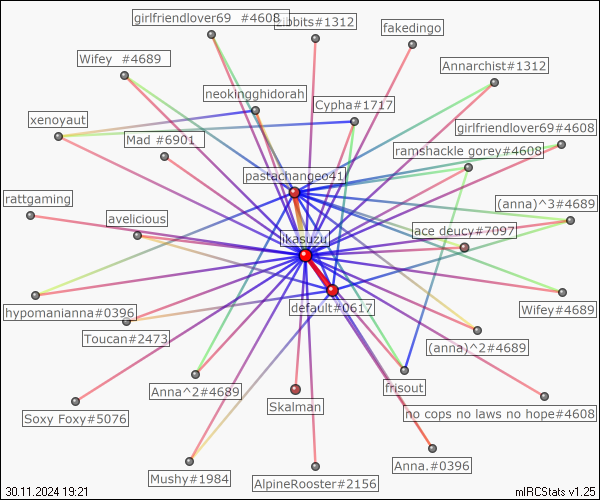 girlfriendlover69 #4608
ibbits#1312
fakedingo
Wifey #4689
Annarchist#1312
neokingghidorah
Cypha#1717
xenoyaut
girlfriendlover69#4608
Mad #6901
ramshackle gorey#4608
pastachangeo41
rattgaming
(anna)^3#4689
avelicious
ace deucy#7097
ikasuzu
hypomanianna#0396
default#0617
Wifey#4689
Toucan#2473
(anna)^2#4689
Anna^2#4689
frisout
Skalman
Soxy Foxy#5076
no cops no laws no hope#4608
Mushy#1984
AlpineRooster#2156
Anna.#0396
30.11.2024 19:21
mIRCStats v1.25